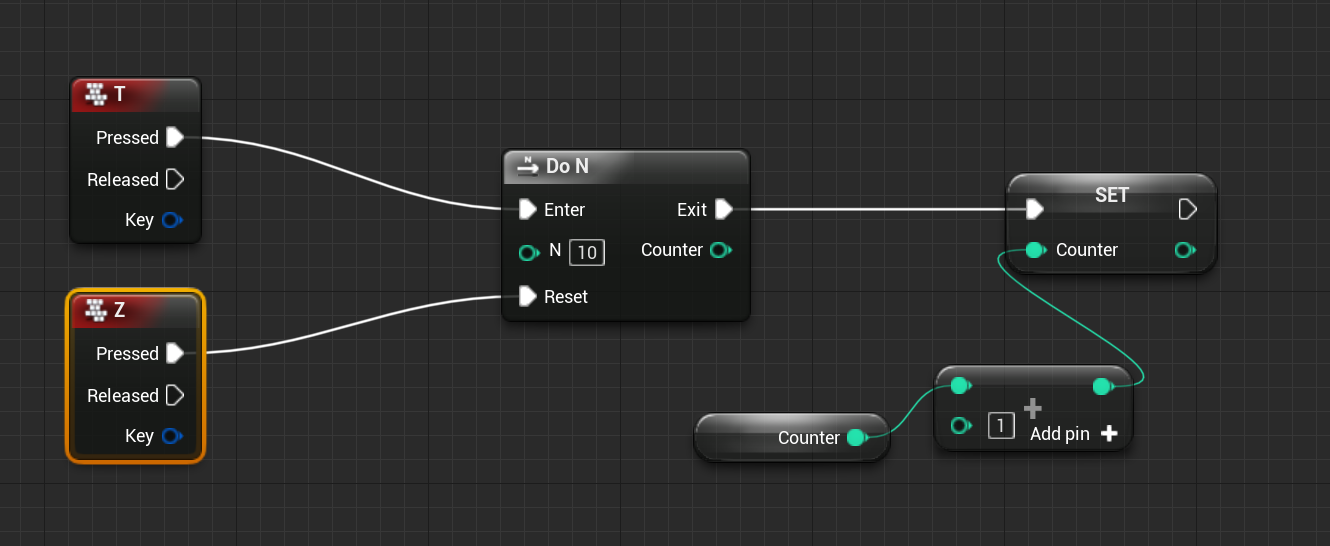 T
Pressed
Released
Key
Z
Pressed
Released
Key
N
Do N
Enter
Exit
N 10
Counter
Reset
SET
Counter
Counter
1
Add pin